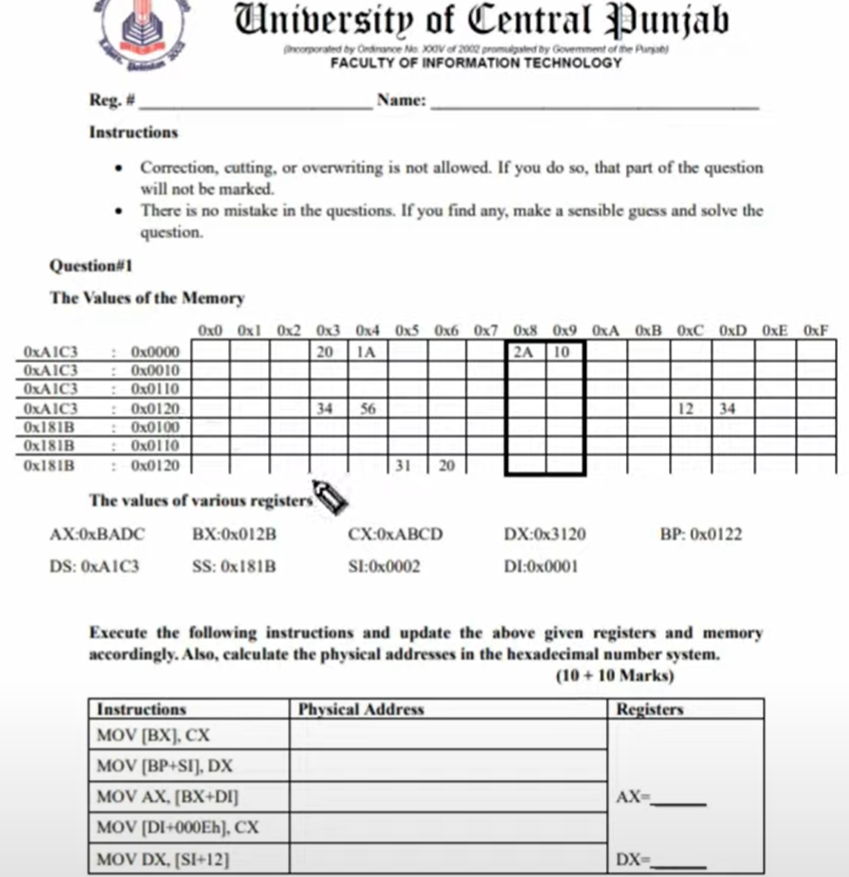 University of Central Punjab
(Incorporated by Ordinance No. XXIV of 2002 promulgated by Government of the Punjab)
FACULTY OF INFORMATION TECHNOLOGY
Reg. # Name:
Instructions
• Correction, cutting, or overwriting is not allowed. If you do so, that part of the question
will not be marked.
• There is no mistake in the questions. If you find any, make a sensible guess and solve the
question.
Question#1
The Values of the Memory
0x0 0x1 0x2 0x3 0x4 0x5 0x6 0x7 0x8 0x9 0xA 0xB 0xC 0xD 0xE 0xF
0xA1C3 : 0x0000 20 1A 2A 10
0xA1C3 : 0x0010
0xA1C3 : 0x0110
0xA1C3 : 0x0120 34 56 12 34
0x181B : 0x0100
0x181B : 0x0110
0x181B : 0x0120 31 20
The values of various registers
AX:0xBADC BX:0x012B CX:0xABCD DX:0x3120 BP: 0x0122
DS: 0xA1C3 SS: 0x181B SI:0x0002 DI:0x0001
Execute the following instructions and update the above given registers and memory
accordingly. Also, calculate the physical addresses in the hexadecimal number system.
(10 + 10 Marks)
Instructions Physical Address Registers
MOV [BX], CX
MOV [BP+SI], DX
MOV AX, [BX+DI] AX=
MOV [DI+000Eh], CX
MOV DX, [SI+12] DX=